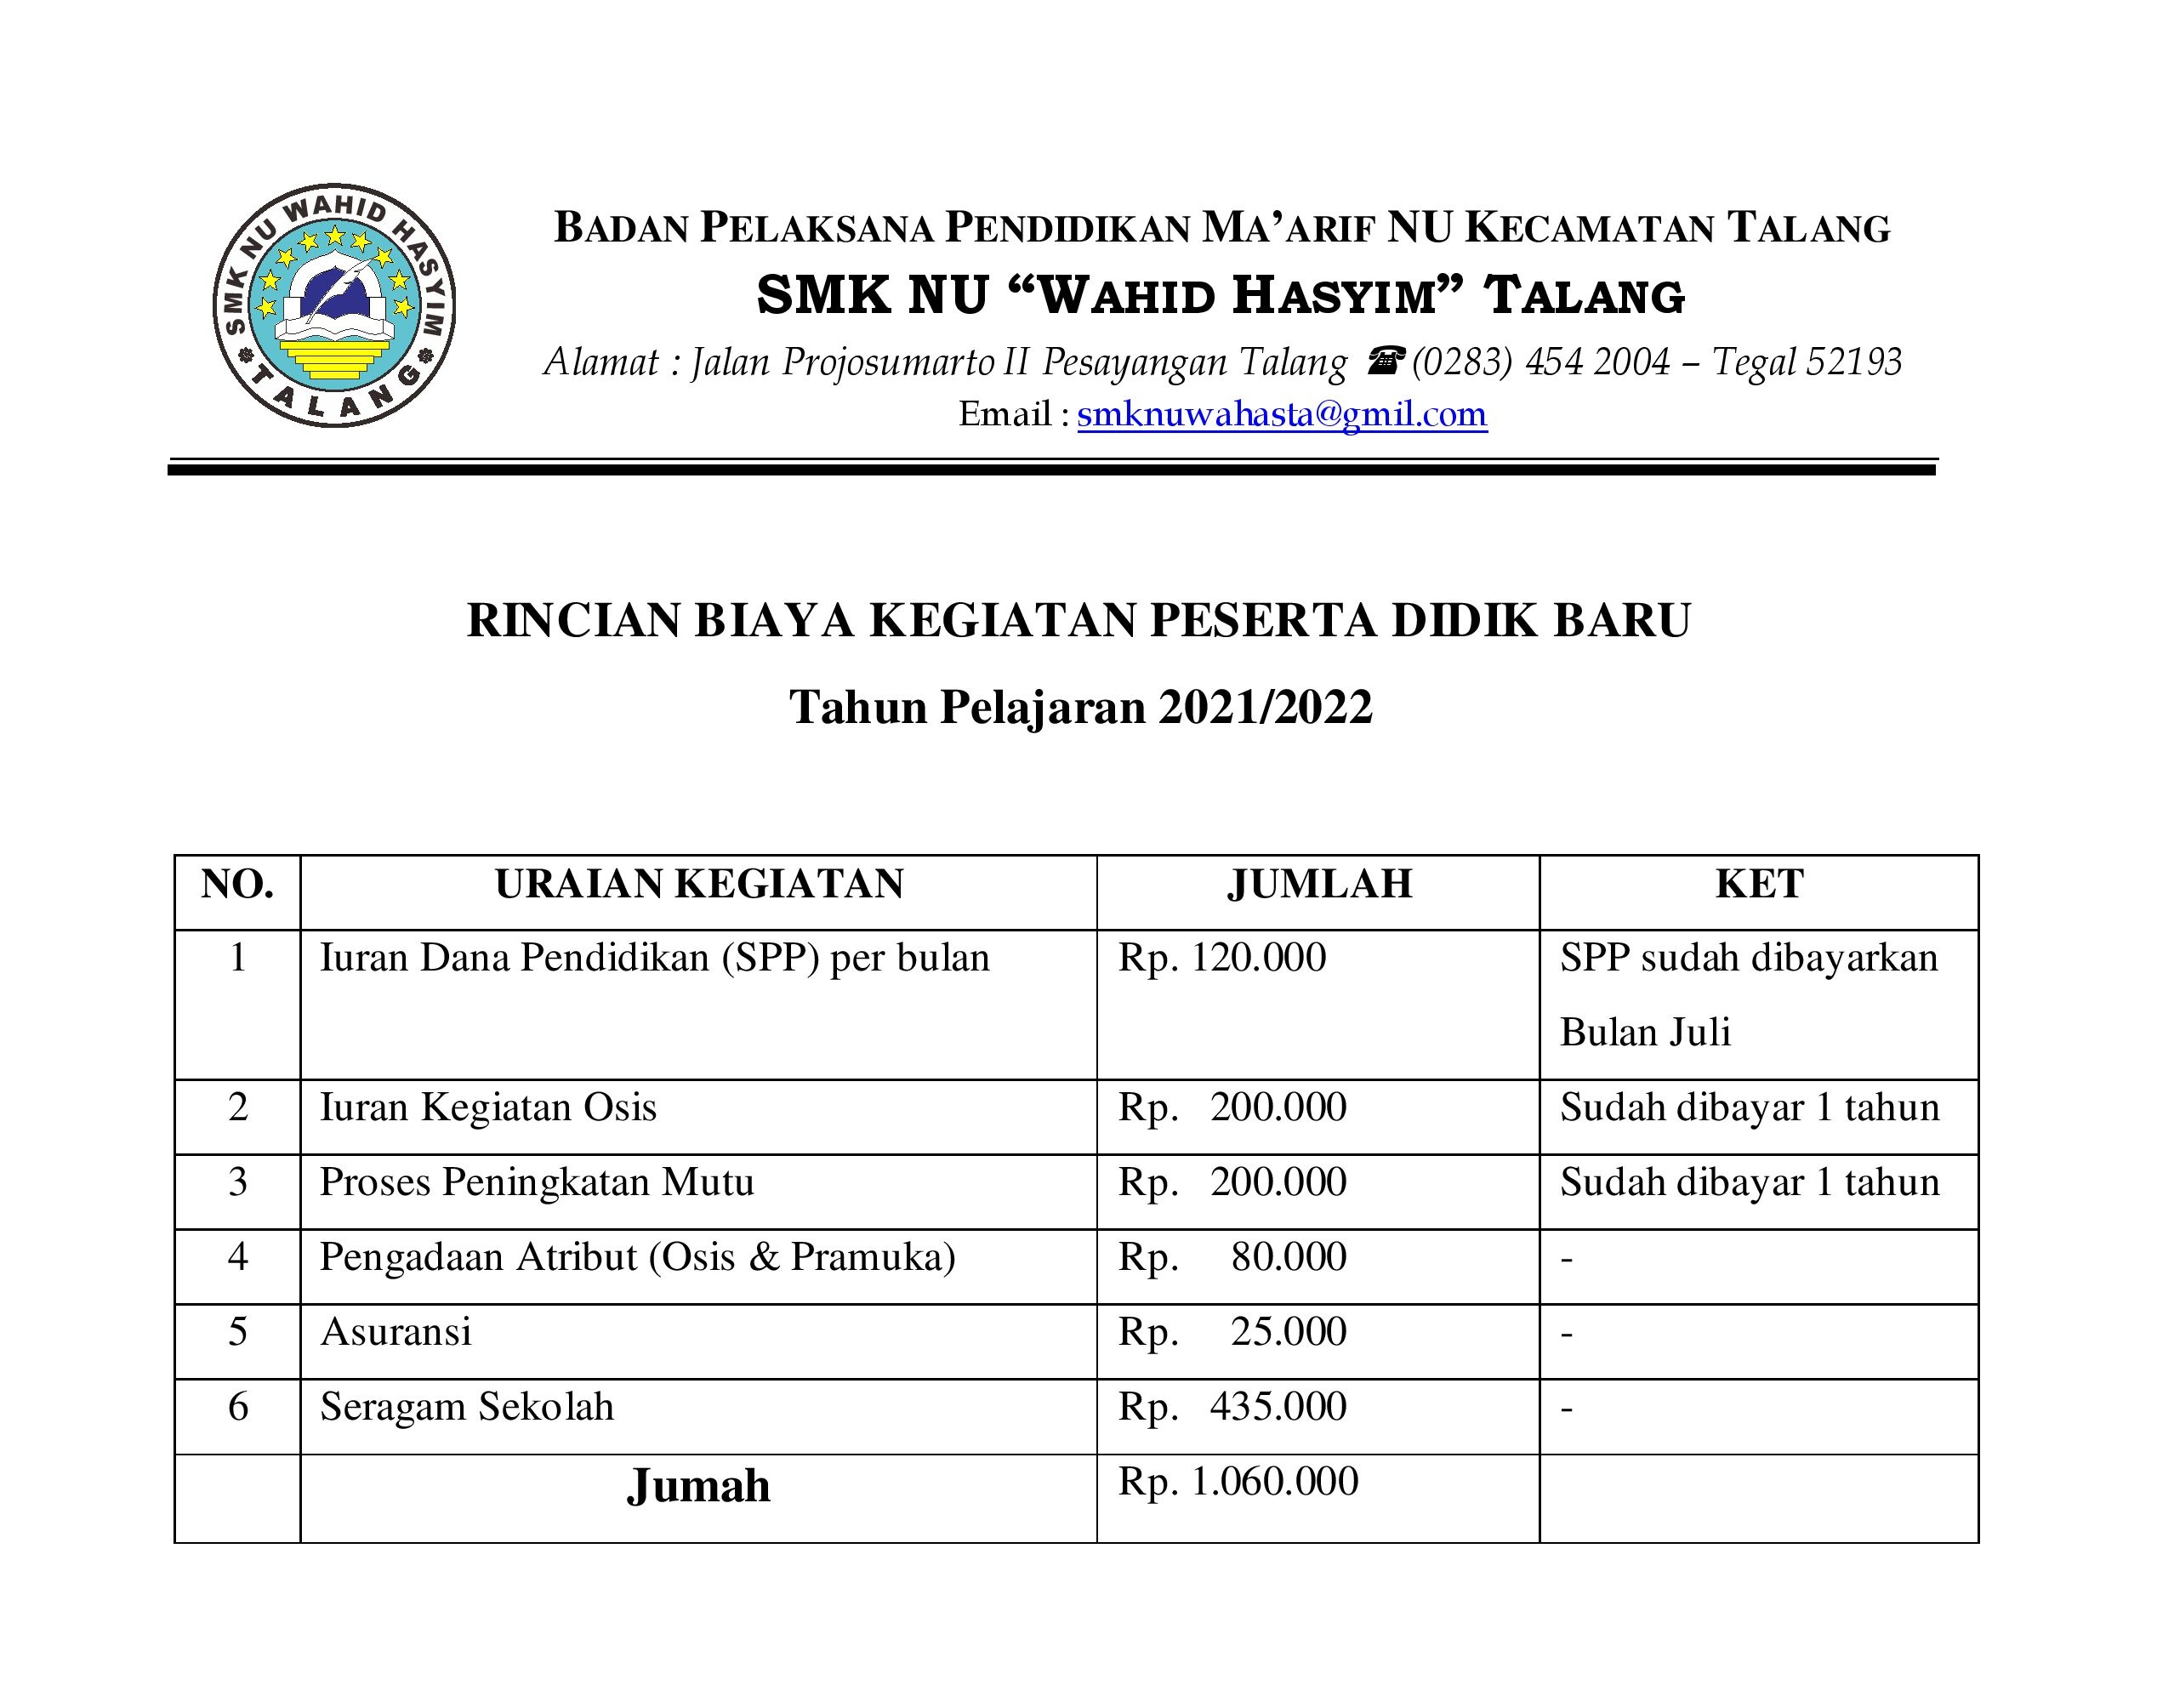 SMK NU WAHID HASYIM
TALANG
BADAN PELAKSANA PENDIDIKAN MA’ARIF NU KECAMATAN TALANG
SMK NU “WAHID HASYIM” TALANG
Alamat : Jalan Projosumarto II Pesayangan Talang ☎ (0283) 454 2004 – Tegal 52193
Email : smknuwahasta@gmil.com
RINCIAN BIAYA KEGIATAN PESERTA DIDIK BARU
Tahun Pelajaran 2021/2022
NO. URAIAN KEGIATAN JUMLAH KET
1 Iuran Dana Pendidikan (SPP) per bulan Rp. 120.000 SPP sudah dibayarkan
Bulan Juli
2 Iuran Kegiatan Osis Rp. 200.000 Sudah dibayar 1 tahun
3 Proses Peningkatan Mutu Rp. 200.000 Sudah dibayar 1 tahun
4 Pengadaan Atribut (Osis & Pramuka) Rp. 80.000 -
5 Asuransi Rp. 25.000 -
6 Seragam Sekolah Rp. 435.000 -
Jumah Rp. 1.060.000